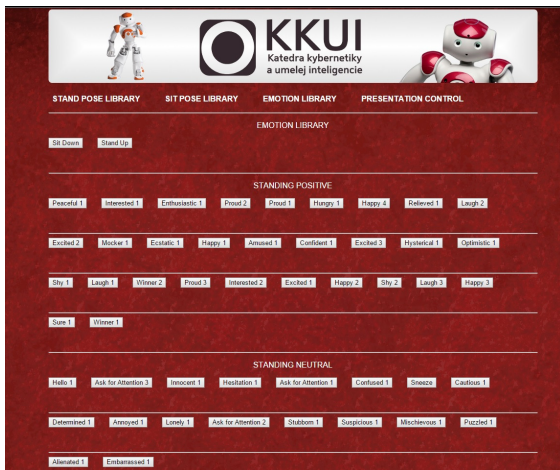 KKUI
Katedra kybernetiky
a umelej inteligencie
STAND POSE LIBRARY SIT POSE LIBRARY EMOTION LIBRARY PRESENTATION CONTROL
EMOTION LIBRARY
Sit Down Stand Up
STANDING POSITIVE
Peaceful 1 Interested 1 Enthusiastic 1 Proud 2 Proud 1 Hungry 1 Happy 4 Relieved 1 Laugh 2
Excited 2 Mocker 1 Ecstatic 1 Happy 1 Amused 1 Confident 1 Excited 3 Hysterical 1 Optimistic 1
Shy 1 Laugh 1 Winner 2 Proud 3 Interested 2 Excited 1 Happy 2 Shy 2 Laugh 3 Happy 3
Sure 1 Winner 1
STANDING NEUTRAL
Hello 1 Ask for Attention 3 Innocent 1 Hesitation 1 Ask for Attention 1 Confused 1 Sneeze Cautious 1
Determined 1 Annoyed 1 Lonely 1 Ask for Attention 2 Stubborn 1 Suspicious 1 Mischievous 1 Puzzled 1
Alienated 1 Embarrassed 1